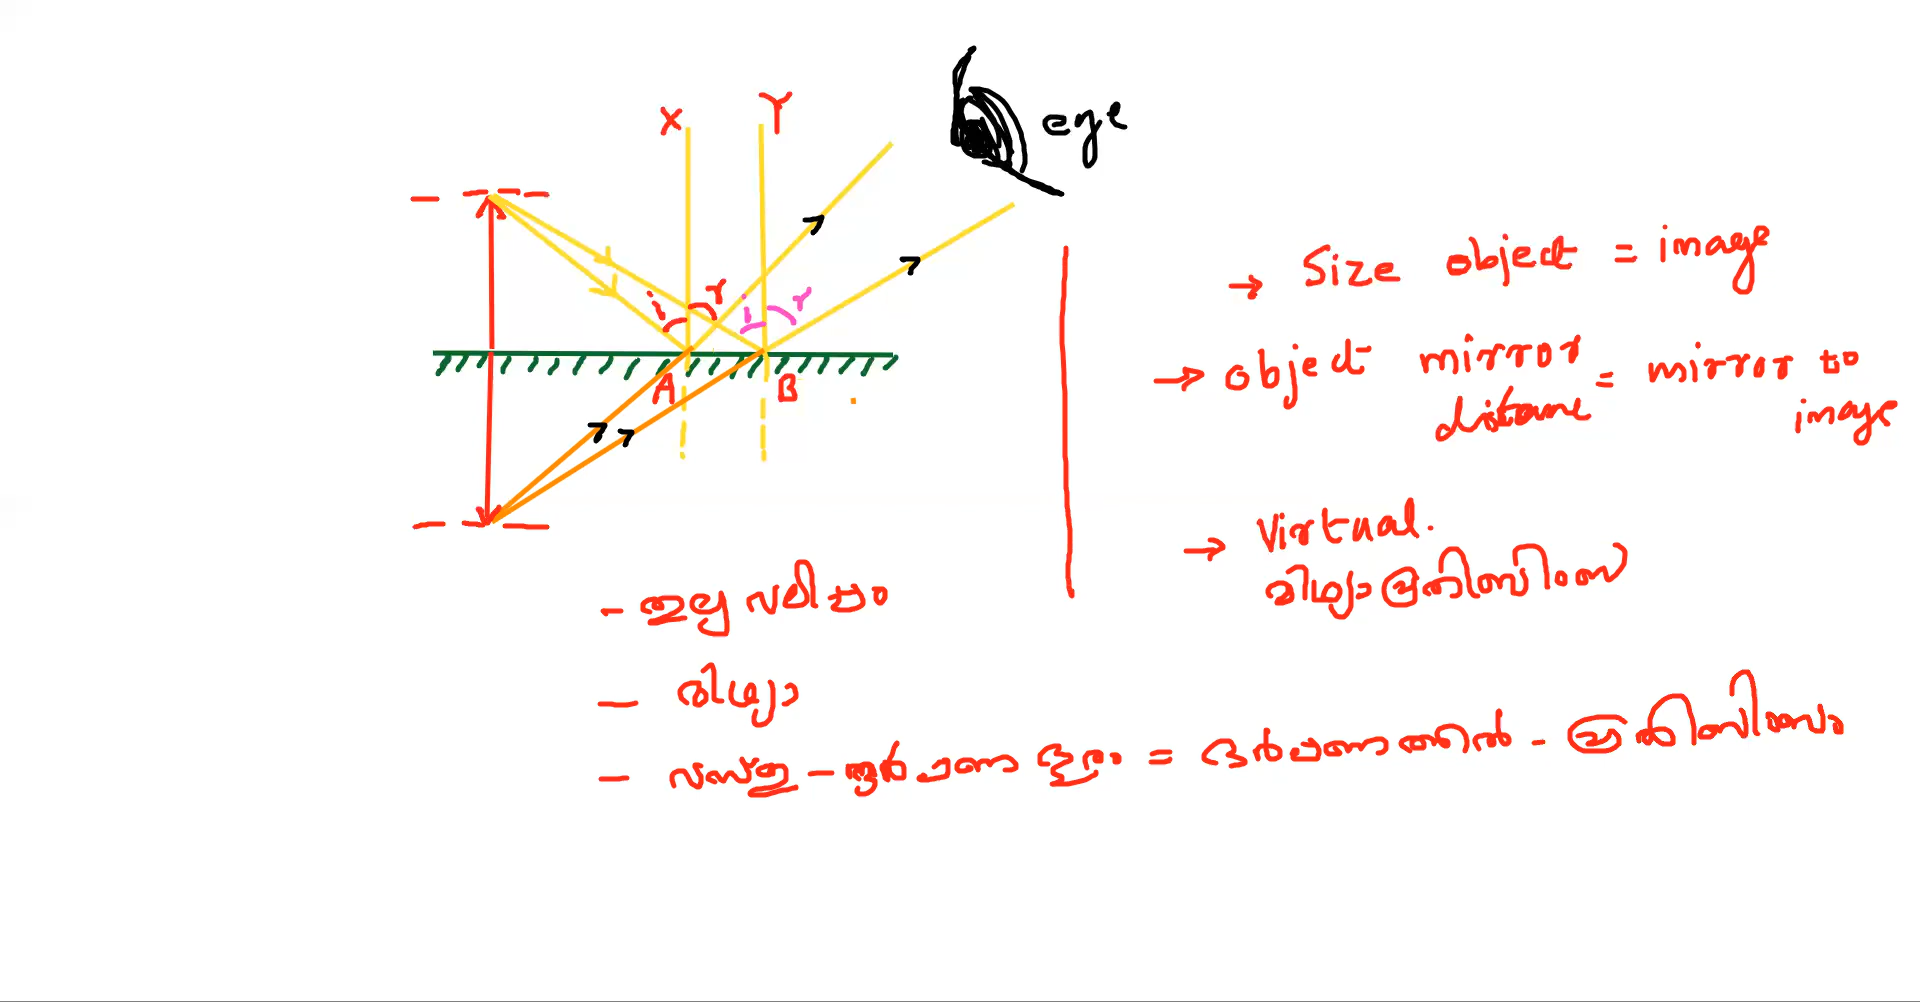 X Y
eye
i r i r
A B
→ Size object = image
→ object mirror distance = mirror to image
→ Virtual.
മിഥ്യാപ്രതിബിംബ
- തുല്യ വലിപ്പം
- മിഥ്യാ
- വസ്തു - ദർപ്പണ ദൂരം = ദർപ്പണത്തിൽ - പ്രതിബിംബം